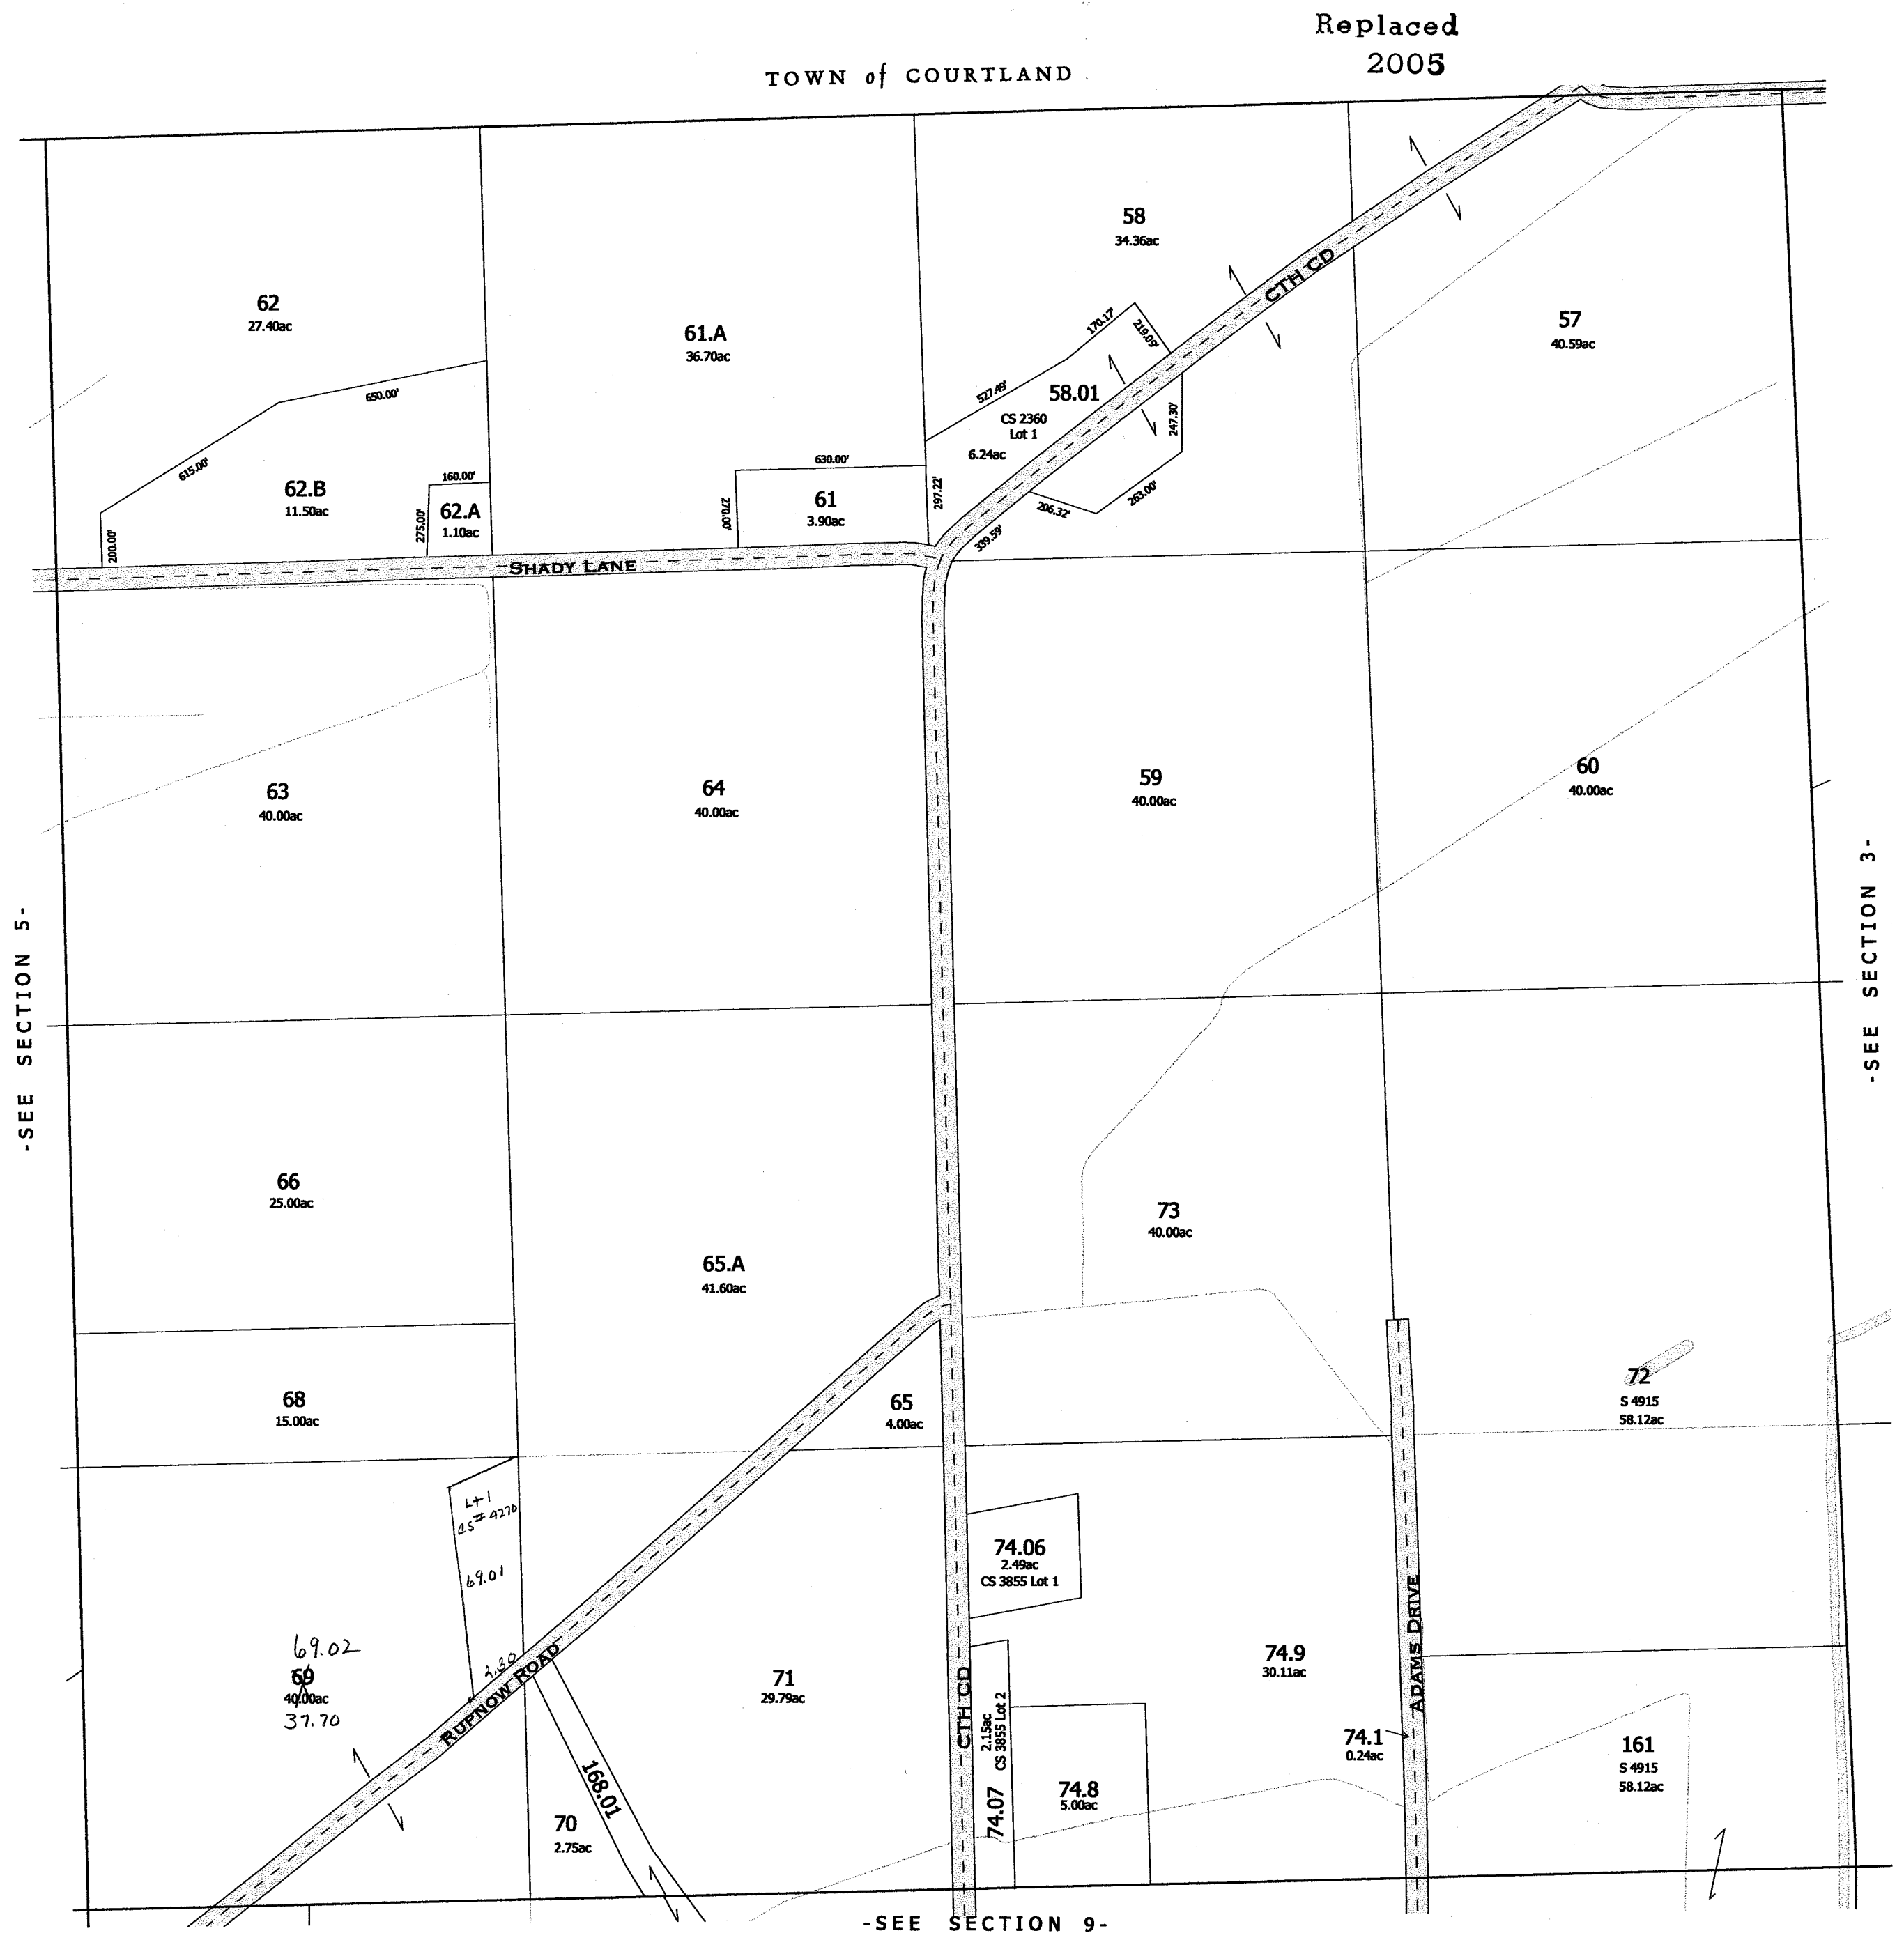 Replaced
2005
TOWN of COURTLAND
58
34.36ac
CTH CD
62
27.40ac
61.A
36.70ac
57
40.59ac
170.17'
219.09'
650.00'
527.49'
58.01
CS 2360
Lot 1
6.24ac
247.30'
615.00'
630.00'
160.00'
62.B
11.50ac
62.A
1.10ac
275.00'
270.00'
61
3.90ac
297.22'
206.32'
263.00'
339.59'
200.00'
SHADY LANE
63
40.00ac
64
40.00ac
59
40.00ac
60
40.00ac
-SEE SECTION 5-
-SEE SECTION 3-
66
25.00ac
73
40.00ac
65.A
41.60ac
68
15.00ac
65
4.00ac
72
S 4915
58.12ac
Lt 1
CS# 4270
69.01
2.30
74.06
2.49ac
CS 3855 Lot 1
69.02
69
40.00ac
37.70
RUPNOW ROAD
71
29.79ac
CTH CD
74.07
2.15ac
CS 3855 Lot 2
74.9
30.11ac
ADAMS DRIVE
74.1
0.24ac
161
S 4915
58.12ac
168.01
74.8
5.00ac
70
2.75ac
-SEE SECTION 9-